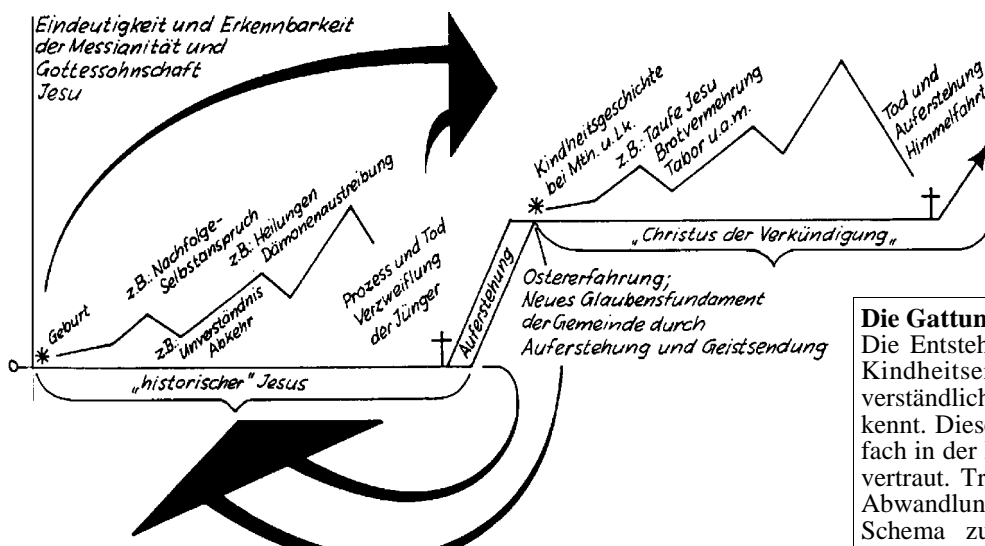 Eindeutigkeit und Erkennbarkeit
der Messianität und
Gottessohnschaft
Jesu
Geburt
z.B.: Nachfolge-
Selbstanspruch
z.B.:
Unverständnis
Abkehr
z.B.: Heilungen
Dämonenaustreibung
Prozess und Tod
Verzweiflung
der Jünger
0
„historischer" Jesus
Auferstehung
Kindheitsgeschichte
bei Mth. u. Lk.
z.B.: Taufe Jesu
Brotvermehrung
Tabor u.a.m.
Tod und
Auferstehung
Himmelfahrt
„Christus der Verkündigung„
Ostererfahrung;
Neues Glaubensfundament
der Gemeinde durch
Auferstehung und Geistsendung
Die Gattun
Die Entsteh
Kindheitser
verständlich
kennt. Dies
fach in der
vertraut. Tr
Abwandlun
Schema zu